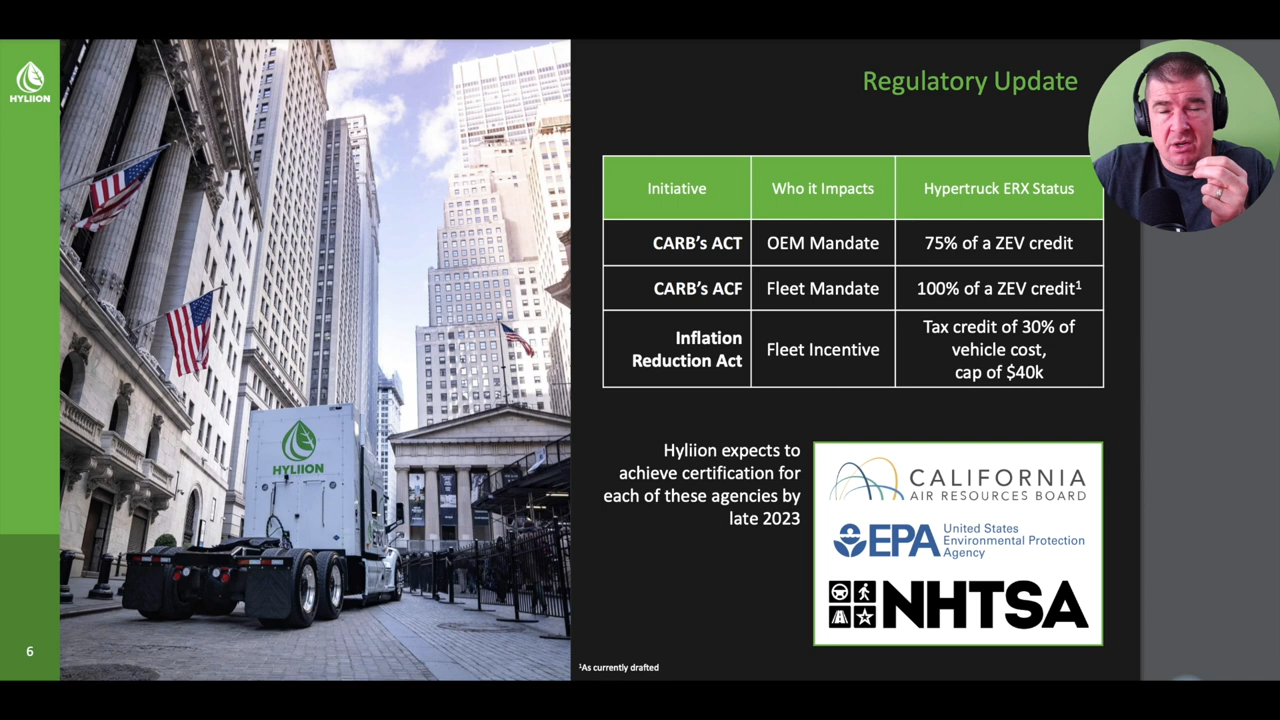 HYLIION
Regulatory Update
Initiative
Who it Impacts
Hypertruck ERX Status
CARB's ACT
OEM Mandate
75% of a ZEV credit
CARB's ACF
Fleet Mandate
100% of a ZEV credit¹
Inflation
Reduction Act
Fleet Incentive
Tax credit of 30% of
vehicle cost,
cap of $40k
HYLIION
Hyliion expects to
achieve certification for
each of these agencies by
late 2023
CALIFORNIA
AIR RESOURCES BOARD
EPA
United States
Environmental Protection
Agency
NHTSA
6
¹As currently drafted